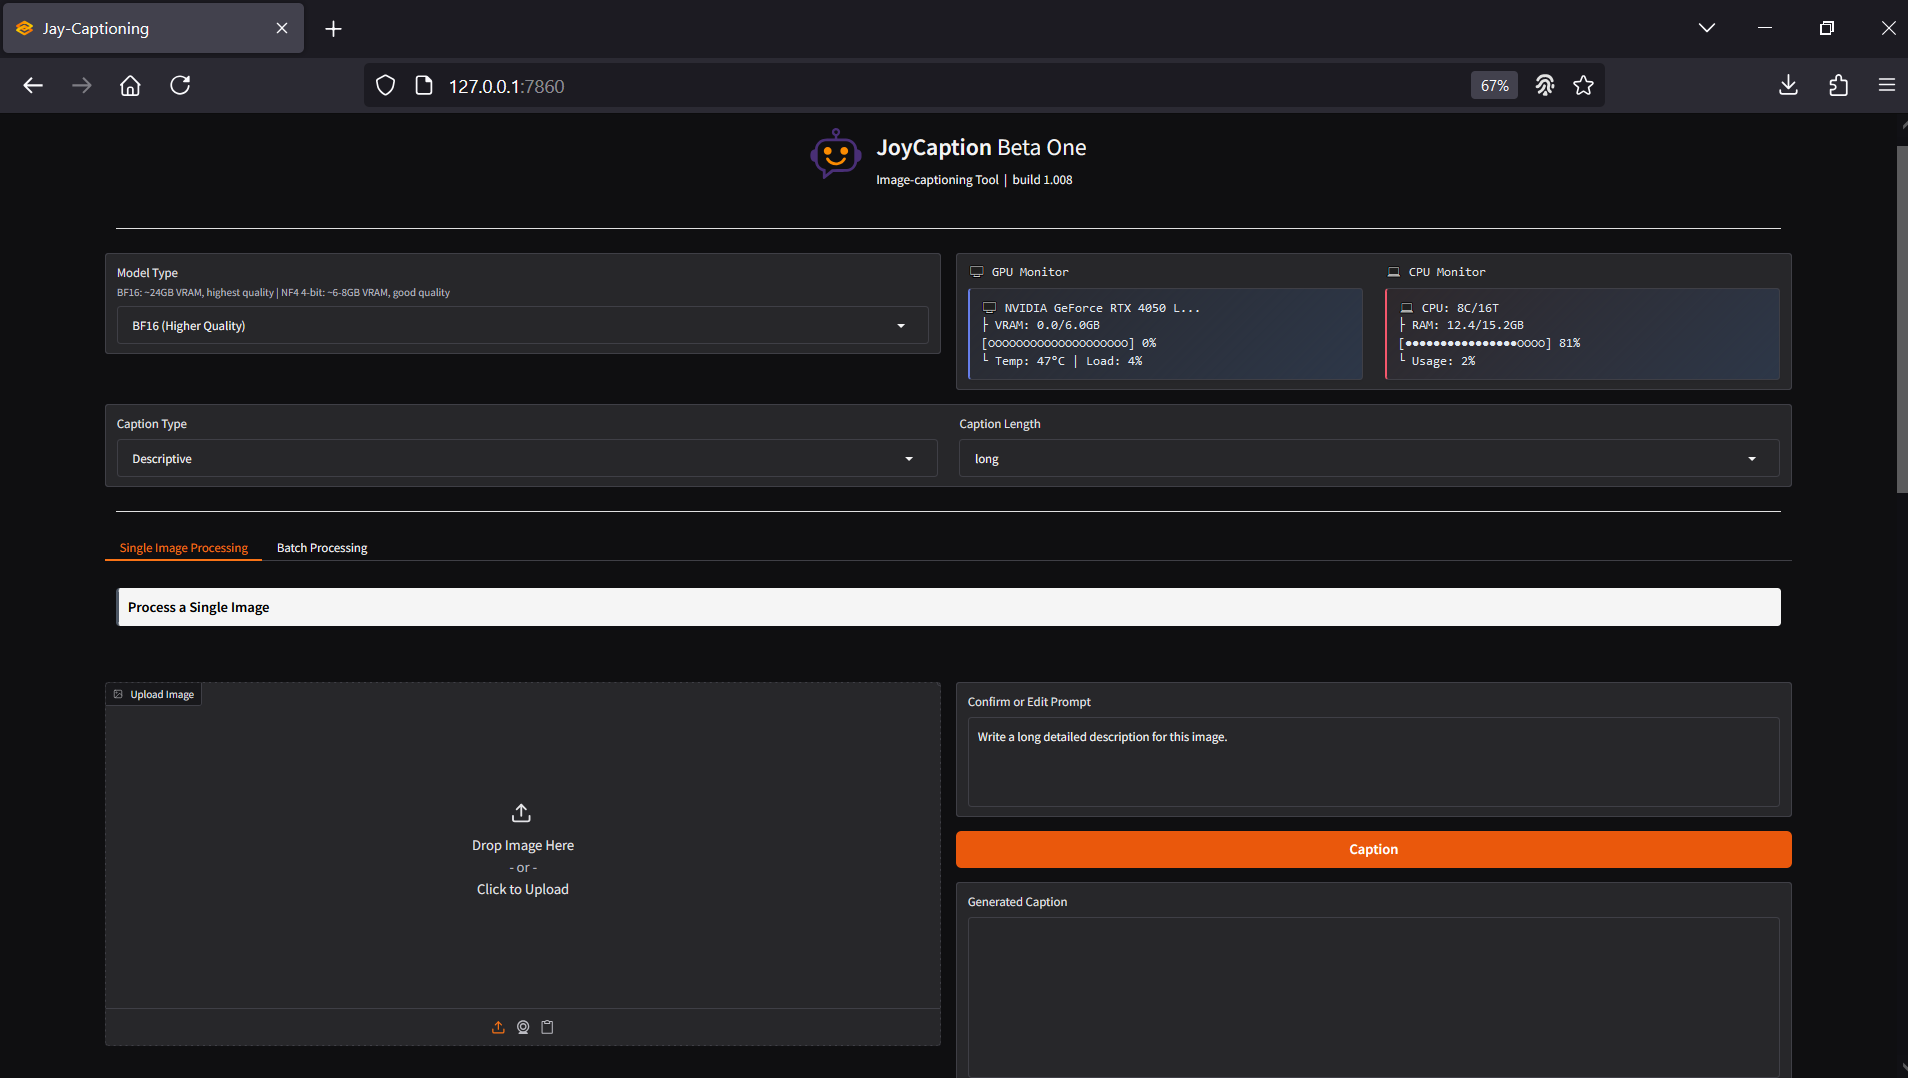 Jay-Captioning
127.0.0.1:7860
67%
JoyCaption Beta One
Image-captioning Tool | build 1.008
Model Type
BF16: ~24GB VRAM, highest quality | NF4 4-bit: ~6-8GB VRAM, good quality
BF16 (Higher Quality)
GPU Monitor
NVIDIA GeForce RTX 4050 L...
├ VRAM: 0.0/6.0GB
[○○○○○○○○○○○○○○○○○○○○] 0%
└ Temp: 47°C | Load: 4%
CPU Monitor
CPU: 8C/16T
├ RAM: 12.4/15.2GB
[●●●●●●●●●●●●●●●●○○○○] 81%
└ Usage: 2%
Caption Type
Descriptive
Caption Length
long
Single Image Processing
Batch Processing
Process a Single Image
Upload Image
Drop Image Here
- or -
Click to Upload
Confirm or Edit Prompt
Write a long detailed description for this image.
Caption
Generated Caption